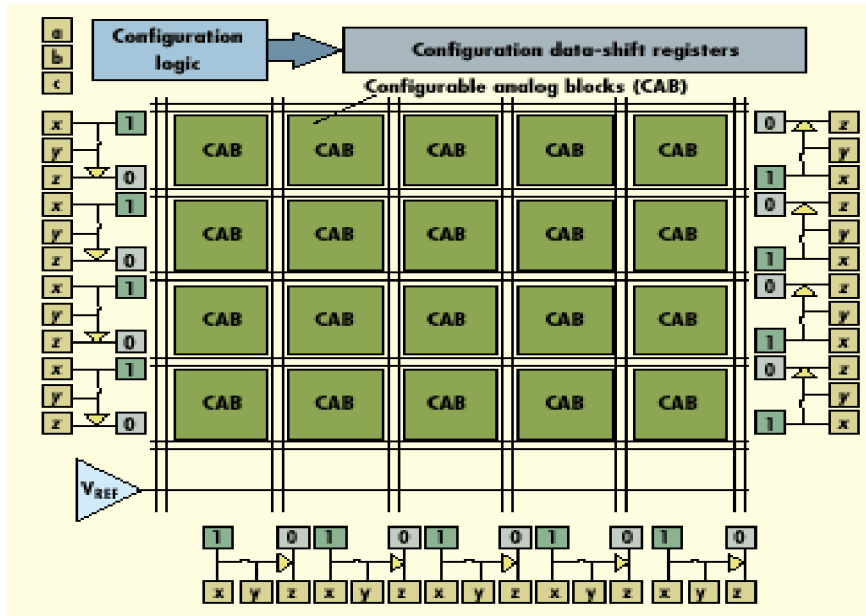 a
b
c
Configuration
logic
Configuration data-shift registers
Configurable analog blocks (CAB)
x 1 CAB CAB CAB CAB CAB 0 z
y y
z 0 1 x
x 1 CAB CAB CAB CAB CAB 0 z
y y
z 0 1 x
x 1 CAB CAB CAB CAB CAB 0 z
y y
z 0 1 x
x 1 CAB CAB CAB CAB CAB 0 z
y y
z 0 1 x
VREF
1 0 1 0 1 0 1 0 1 0
x y z x y z x y z x y z x y z